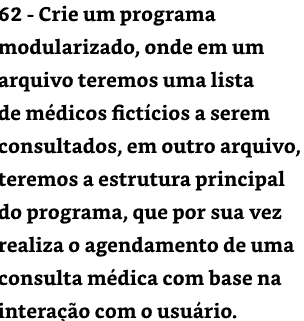 62 - Crie um programa
modularizado, onde em um
arquivo teremos uma lista
de médicos fictícios a serem
consultados, em outro arquivo,
teremos a estrutura principal
do programa, que por sua vez
realiza o agendamento de uma
consulta médica com base na
interação com o usuário.